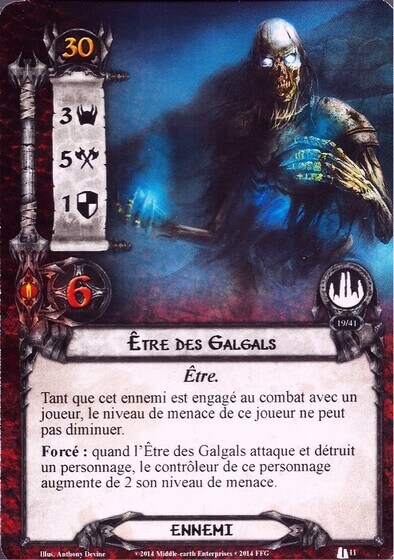 30
3
5
1
6
19/41
Être des Galgals
Être.
Tant que cet ennemi est engagé au combat avec un
joueur, le niveau de menace de ce joueur ne peut
pas diminuer.
Forcé : quand l'Être des Galgals attaque et détruit
un personnage, le contrôleur de ce personnage
augmente de 2 son niveau de menace.
ENNEMI
Illus. Anthony Devine
©2014 Middle-earth Enterprises ©2014 FFG
11